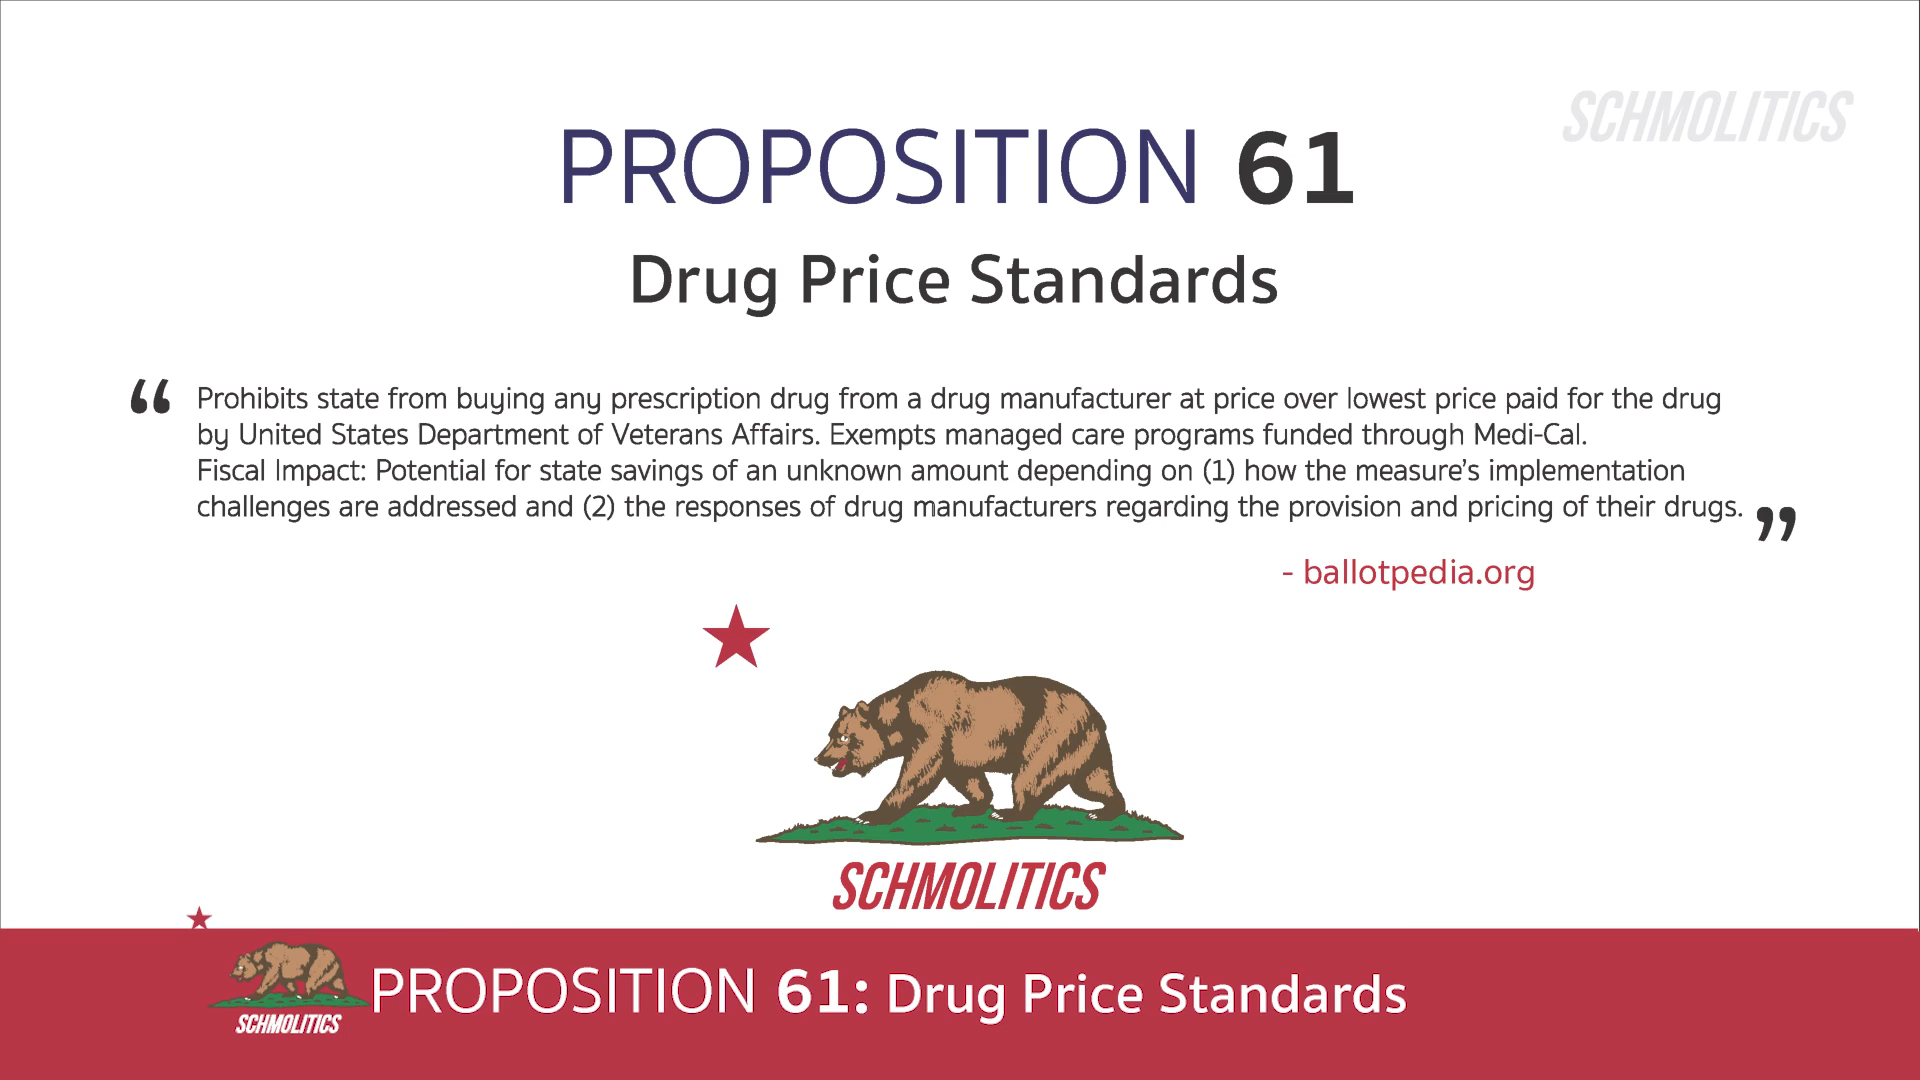 SCHMOLITICS
PROPOSITION 61
Drug Price Standards
“ Prohibits state from buying any prescription drug from a drug manufacturer at price over lowest price paid for the drug
by United States Department of Veterans Affairs. Exempts managed care programs funded through Medi-Cal.
Fiscal Impact: Potential for state savings of an unknown amount depending on (1) how the measure’s implementation
challenges are addressed and (2) the responses of drug manufacturers regarding the provision and pricing of their drugs. ”
- ballotpedia.org
SCHMOLITICS
PROPOSITION 61: Drug Price Standards
SCHMOLITICS